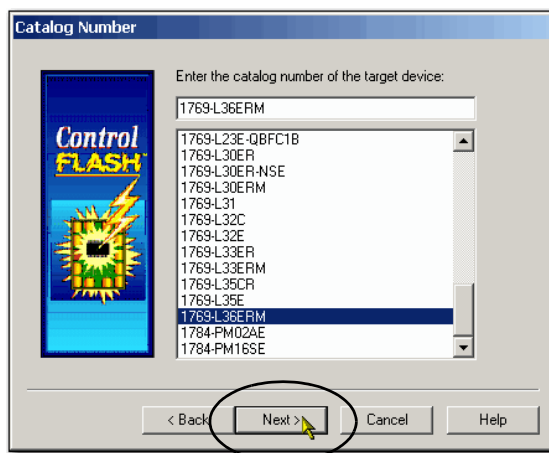 Catalog Number
Enter the catalog number of the target device:
1769-L36ERM
1769-L23E-QBFC1B
1769-L30ER
1769-L30ER-NSE
1769-L30ERM
1769-L31
1769-L32C
1769-L32E
1769-L33ER
1769-L33ERM
1769-L35CR
1769-L35E
1769-L36ERM
1784-PM02AE
1784-PM16SE
Control
FLASH
< Back Next > Cancel Help